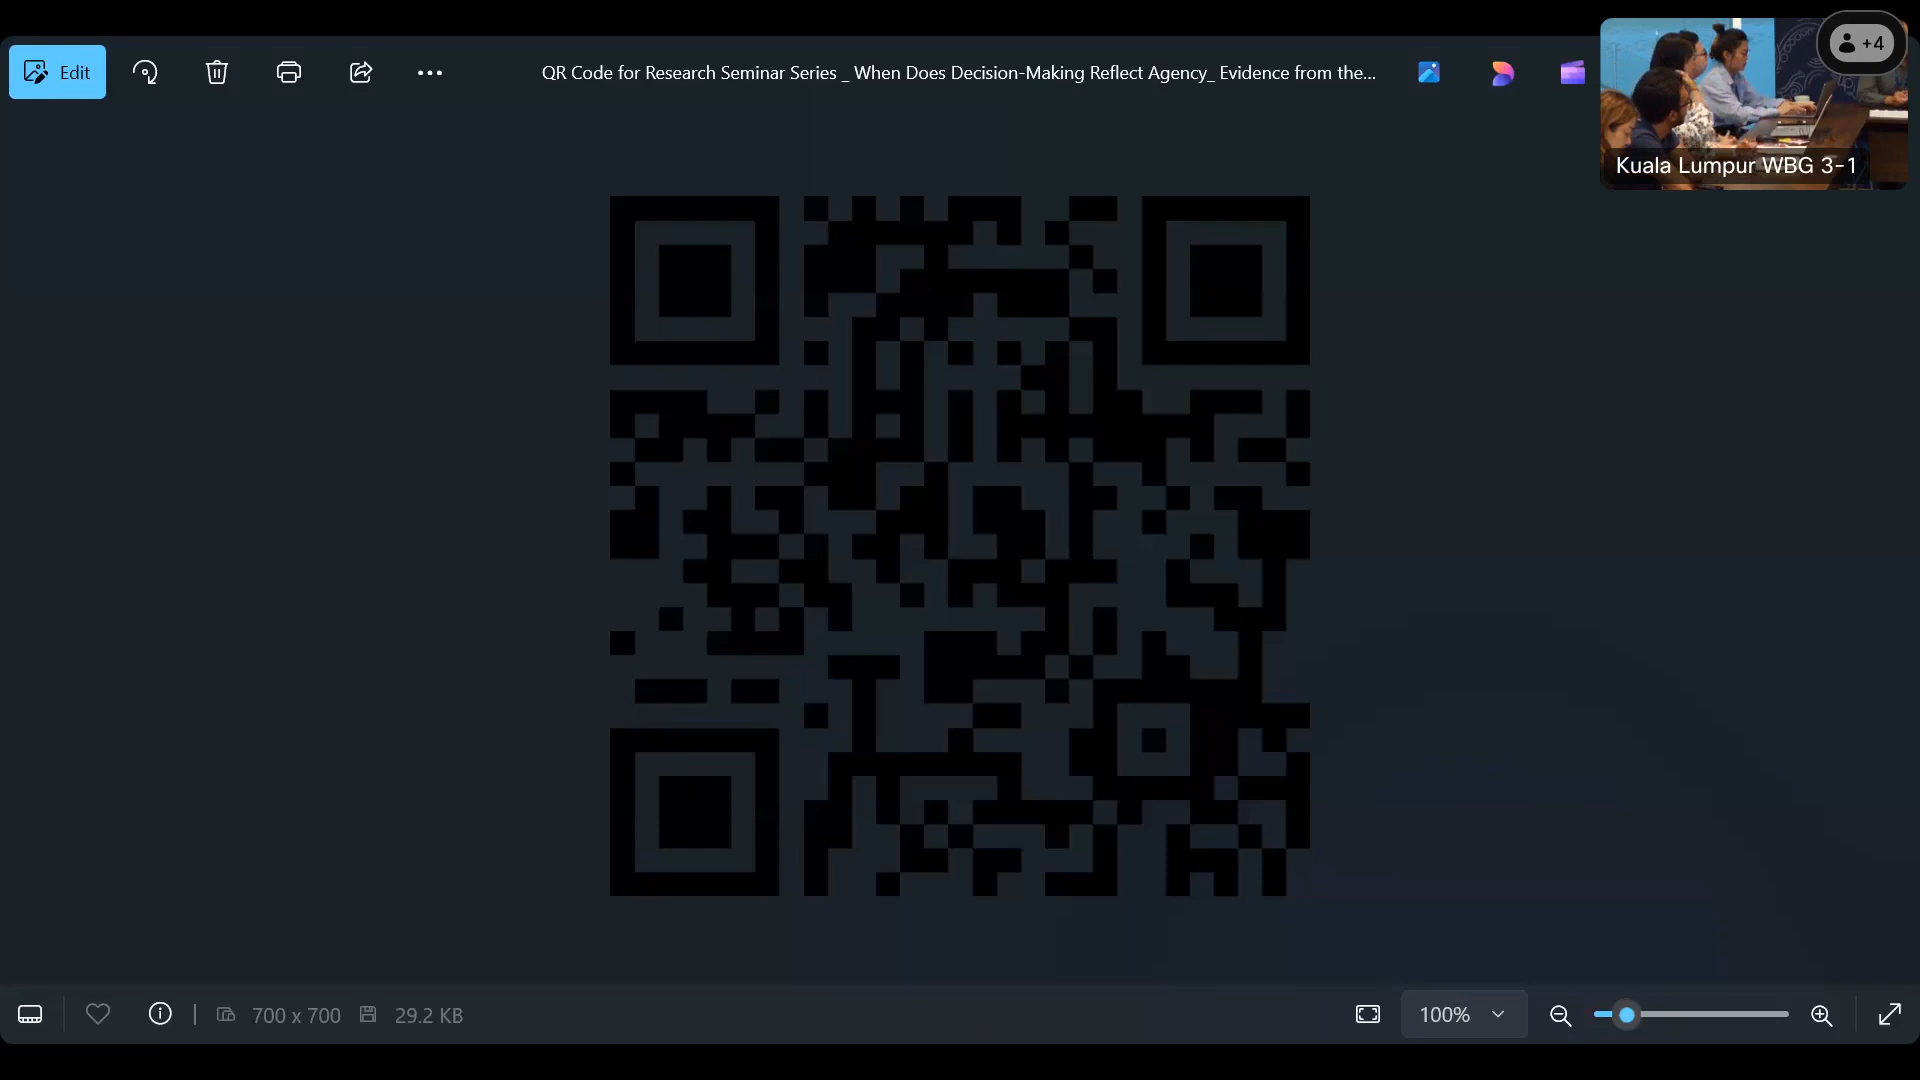 Edit
QR Code for Research Seminar Series _ When Does Decision-Making Reflect Agency_ Evidence from the...
+4
Kuala Lumpur WBG 3-1
700 x 700
29.2 KB
100%